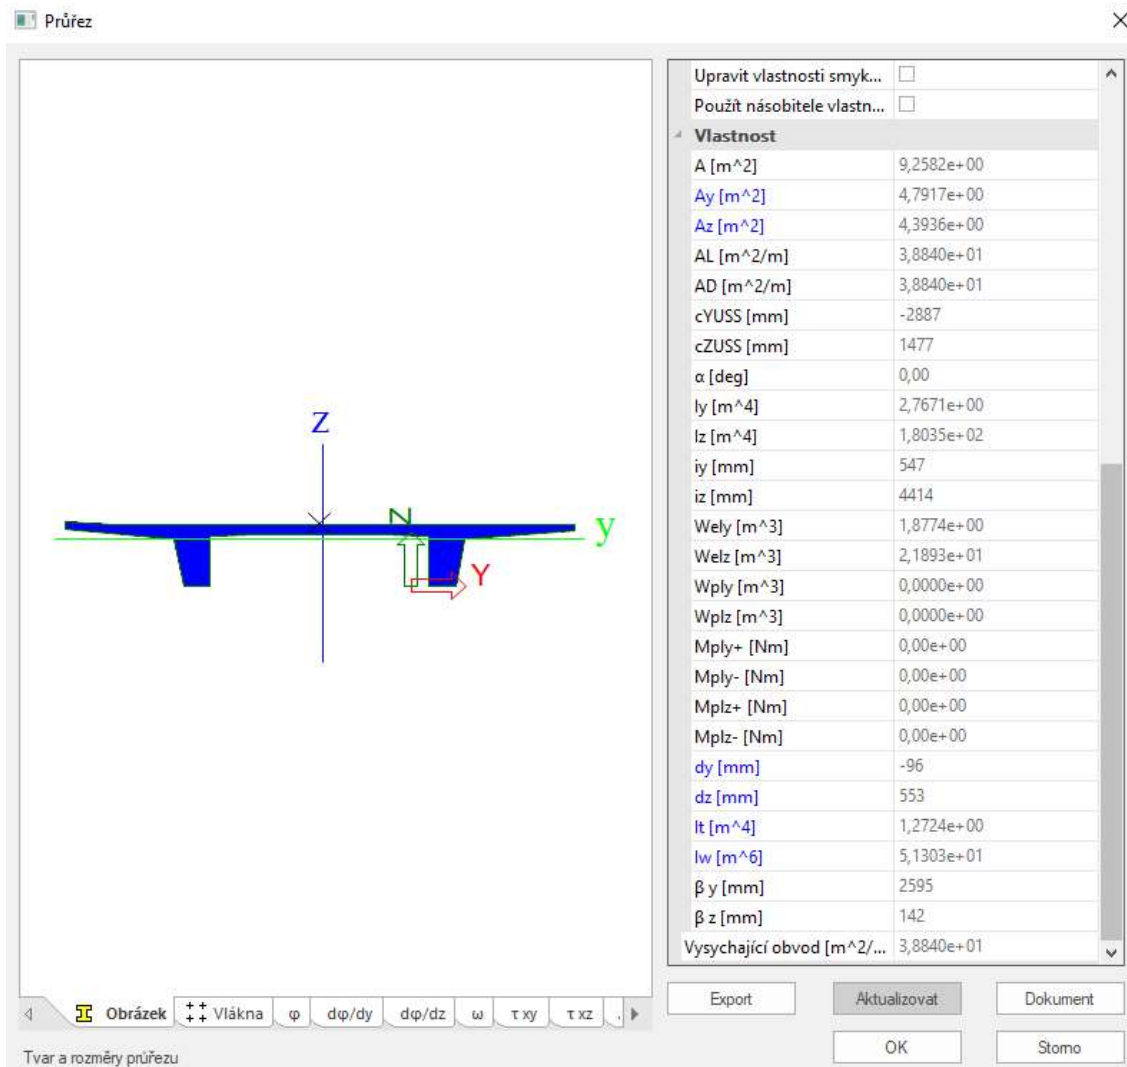 Průřez
Upravit vlastnosti smyk...
Použít násobitele vlastn...
Vlastnost
A [m^2] 9,2582e+00
Ay [m^2] 4,7917e+00
Az [m^2] 4,3936e+00
AL [m^2/m] 3,8840e+01
AD [m^2/m] 3,8840e+01
cYUSS [mm] -2887
cZUSS [mm] 1477
α [deg] 0,00
Iy [m^4] 2,7671e+00
Iz [m^4] 1,8035e+02
iy [mm] 547
iz [mm] 4414
Wely [m^3] 1,8774e+00
Welz [m^3] 2,1893e+01
Wply [m^3] 0,0000e+00
Wplz [m^3] 0,0000e+00
Mply+ [Nm] 0,00e+00
Mply- [Nm] 0,00e+00
Mplz+ [Nm] 0,00e+00
Mplz- [Nm] 0,00e+00
dy [mm] -96
dz [mm] 553
It [m^4] 1,2724e+00
Iw [m^6] 5,1303e+01
β y [mm] 2595
β z [mm] 142
Vysychající obvod [m^2/... 3,8840e+01
z
y
Z
Y
Obrázek Vlákna φ dφ/dy dφ/dz ω τ xy τ xz
Export Aktualizovat Dokument
OK Storno
Tvar a rozměry průřezu